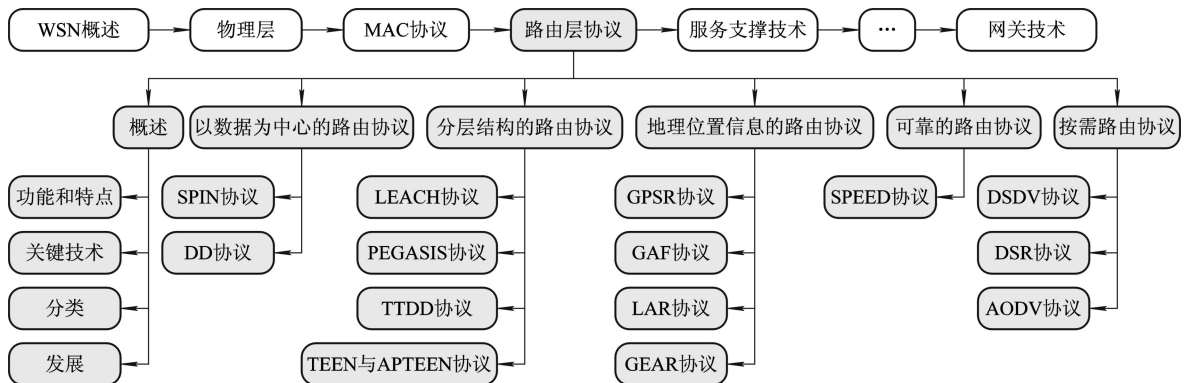 WSN概述
物理层
MAC协议
路由层协议
服务支撑技术
…
网关技术
概述
以数据为中心的路由协议
分层结构的路由协议
地理位置信息的路由协议
可靠的路由协议
按需路由协议
功能和特点
SPIN协议
LEACH协议
GPSR协议
SPEED协议
DSDV协议
关键技术
DD协议
PEGASIS协议
GAF协议
DSR协议
分类
TTDD协议
LAR协议
AODV协议
发展
TEEN与APTEEN协议
GEAR协议